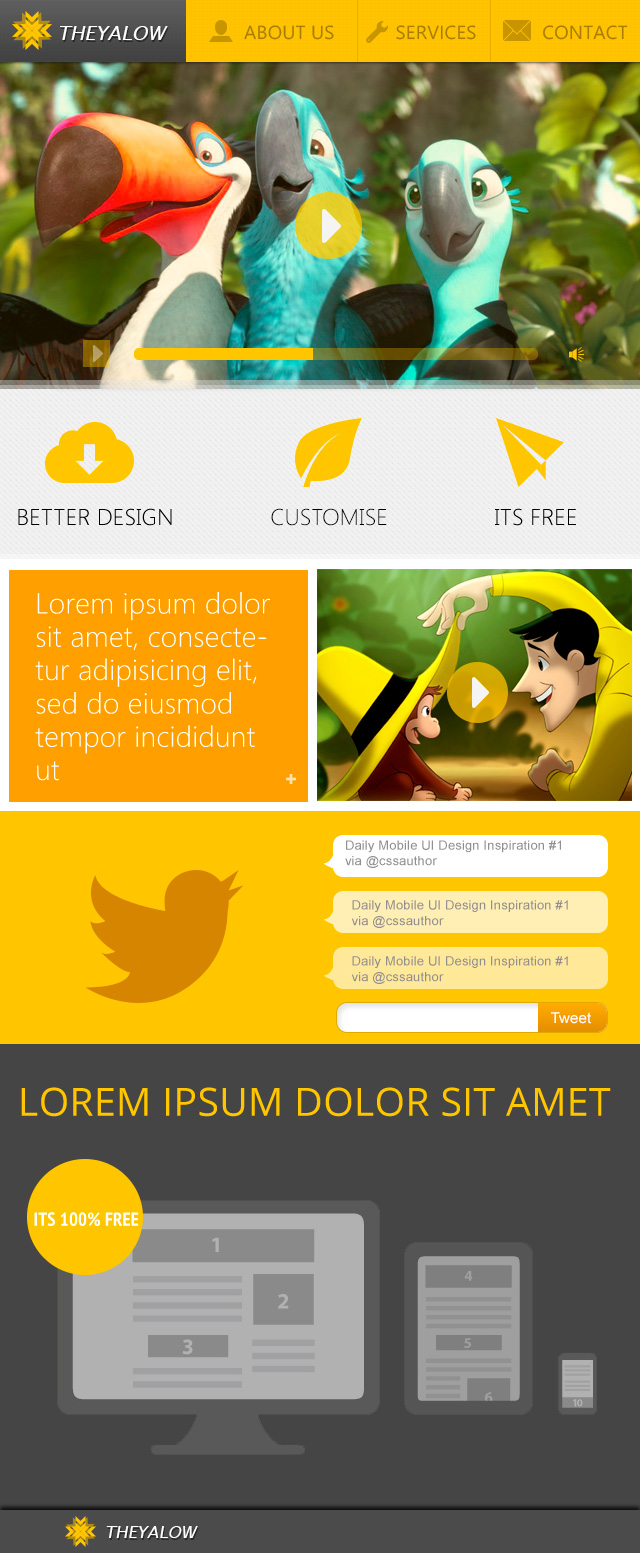 THEYALOW
ABOUT US
SERVICES
CONTACT
BETTER DESIGN
CUSTOMISE
ITS FREE
Lorem ipsum dolor
sit amet, consecte-
tur adipisicing elit,
sed do eiusmod
tempor incididunt
ut
+
Daily Mobile UI Design Inspiration #1
via @cssauthor
Daily Mobile UI Design Inspiration #1
via @cssauthor
Daily Mobile UI Design Inspiration #1
via @cssauthor
Tweet
LOREM IPSUM DOLOR SIT AMET
ITS 100% FREE
1
2
3
4
5
6
10
THEYALOW